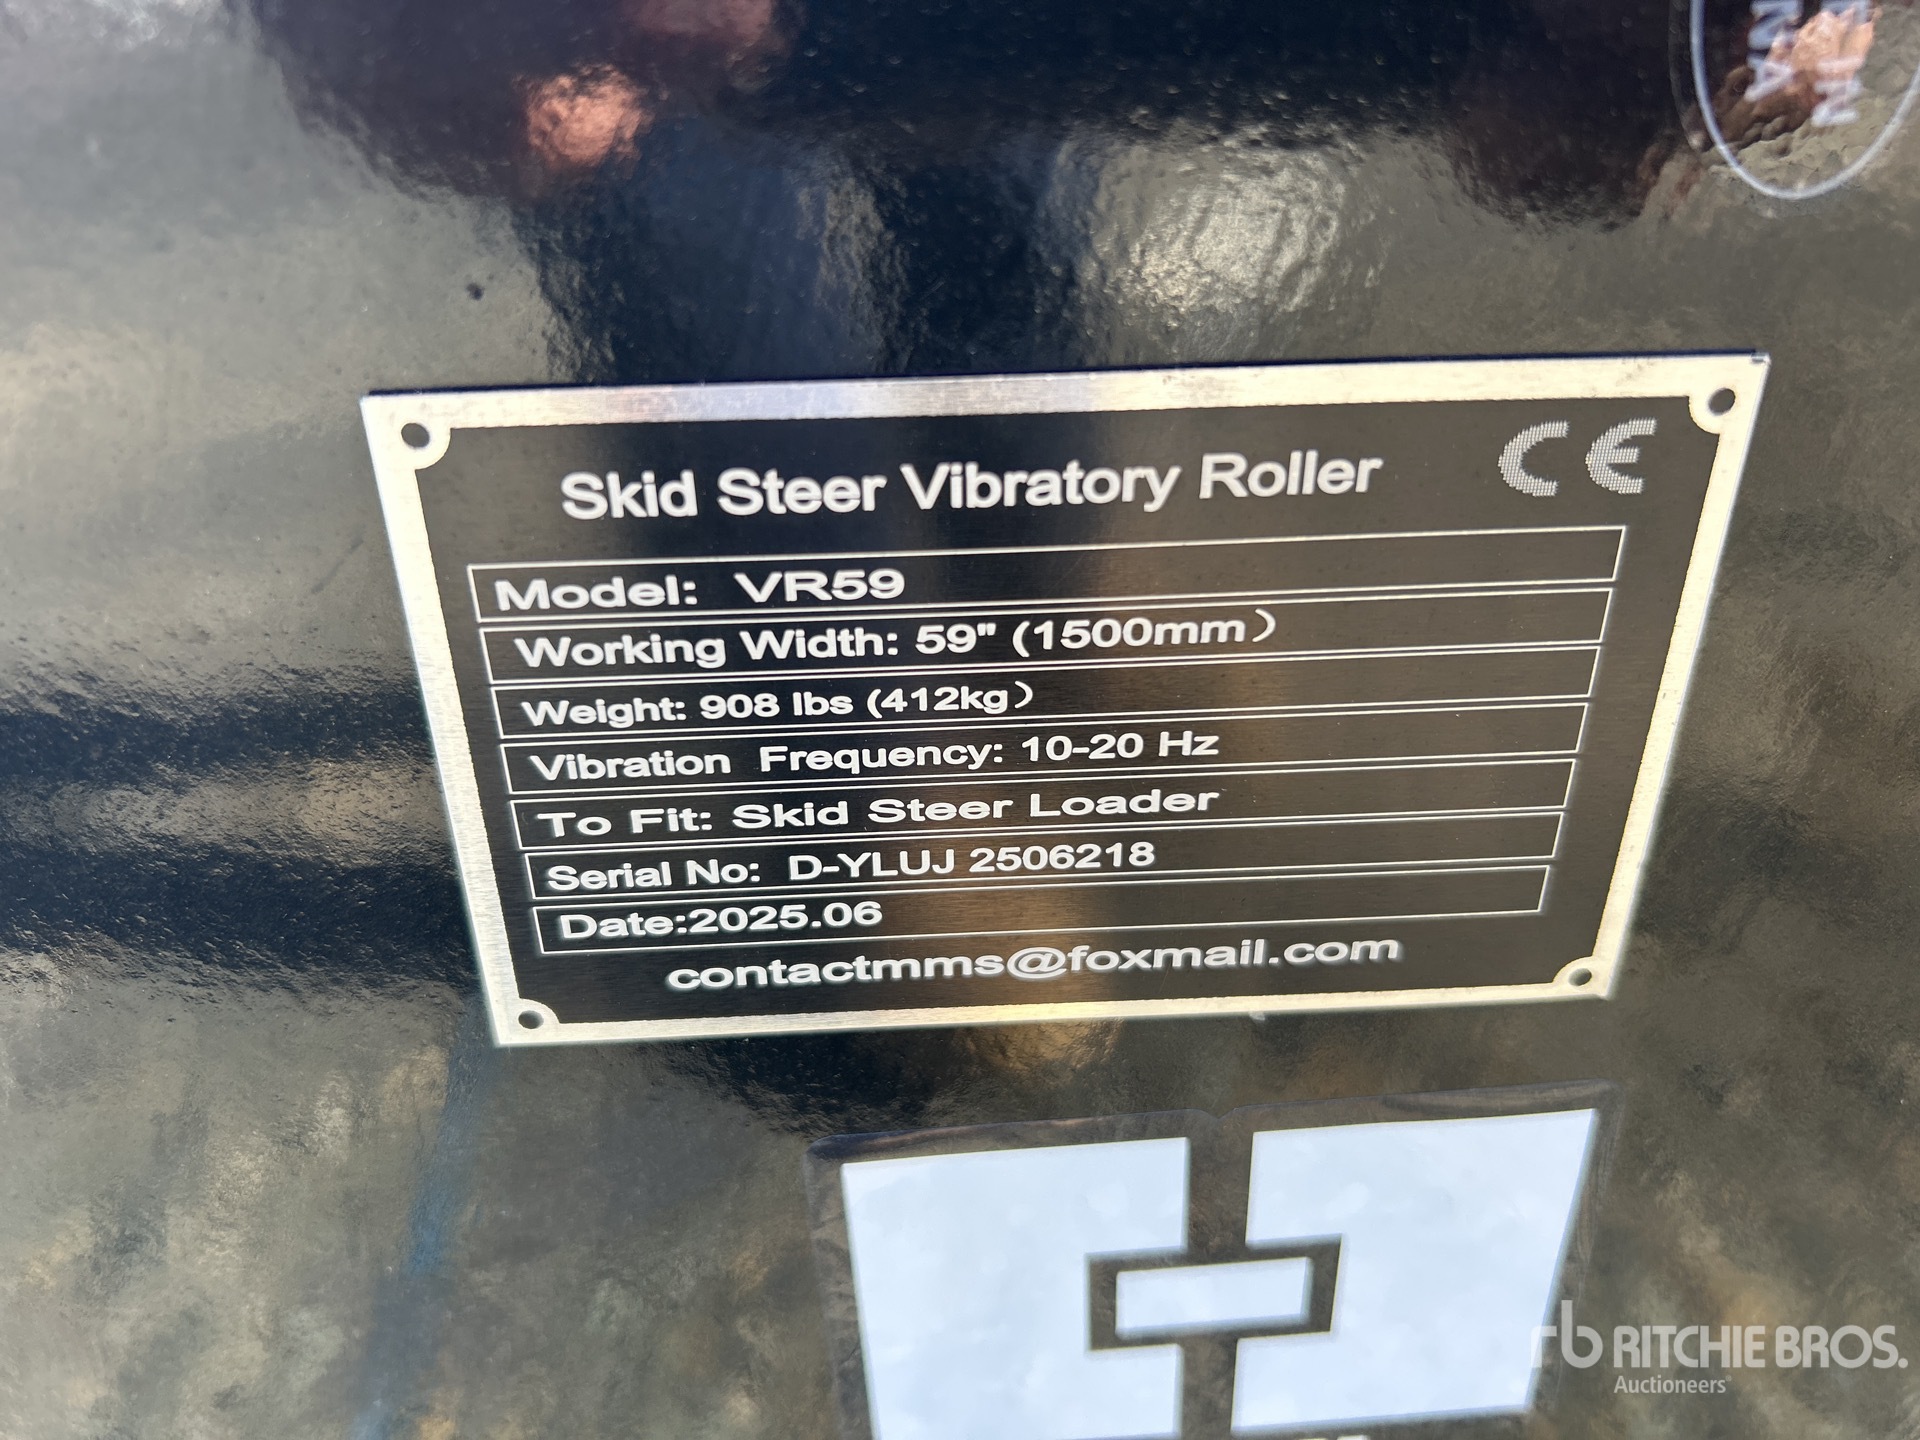 Skid Steer Vibratory Roller CE
Model: VR59
Working Width: 59" (1500mm)
Weight: 908 lbs (412kg)
Vibration Frequency: 10-20 Hz
To Fit: Skid Steer Loader
Serial No: D-YLUJ 2506218
Date:2025.06
contactmms@foxmail.com
rb RITCHIE BROS.
Auctioneers